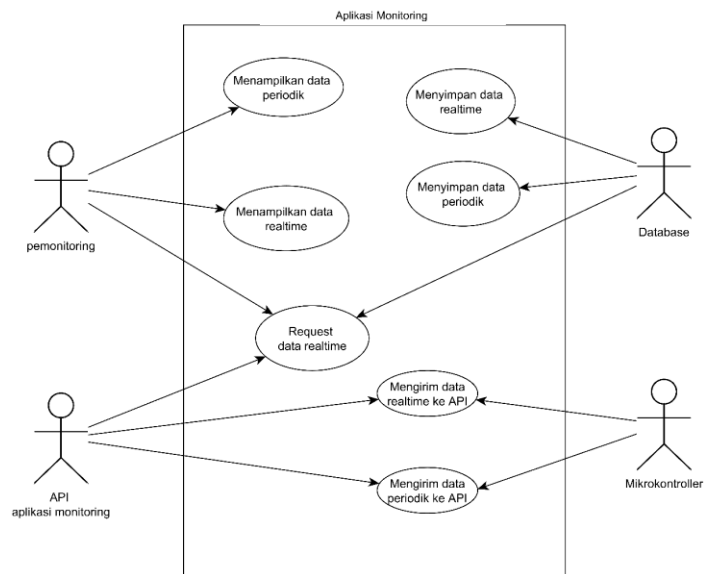 Aplikasi Monitoring
Menampilkan data
periodik
Menyimpan data
realtime
Menyimpan data
periodik
Menampilkan data
realtime
pemonitoring
Database
Request
data realtime
Mengirim data
realtime ke API
Mengirim data
periodik ke API
API
aplikasi monitoring
Mikrokontroller